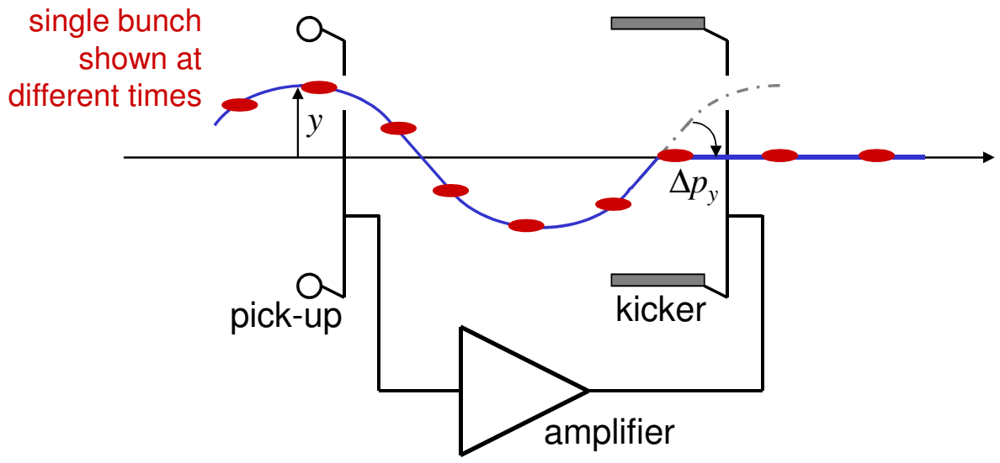 single bunch
shown at
different times
y
Δp_y
pick-up
kicker
amplifier